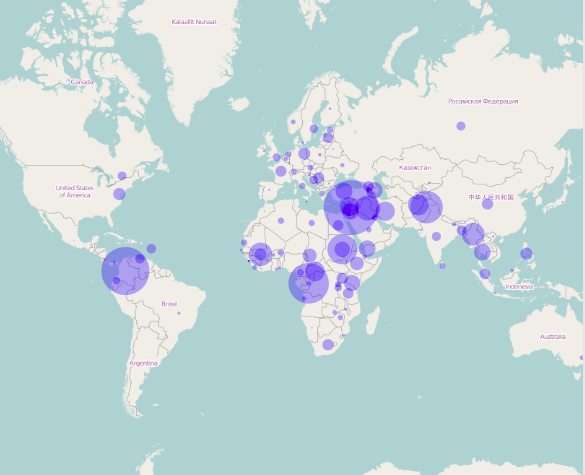 Kalaallit Nunaat
Canada
Российская Федерация
Казахстан
United States
of America
中华人民共和国
Brasil
Indonesia
Australia
Argentina